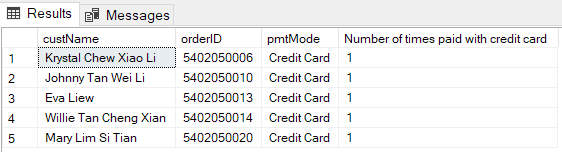 Results Messages
custName orderID pmtMode Number of times paid with credit card
1 Krystal Chew Xiao Li 5402050006 Credit Card 1
2 Johnny Tan Wei Li 5402050010 Credit Card 1
3 Eva Liew 5402050013 Credit Card 1
4 Willie Tan Cheng Xian 5402050014 Credit Card 1
5 Mary Lim Si Tian 5402050020 Credit Card 1